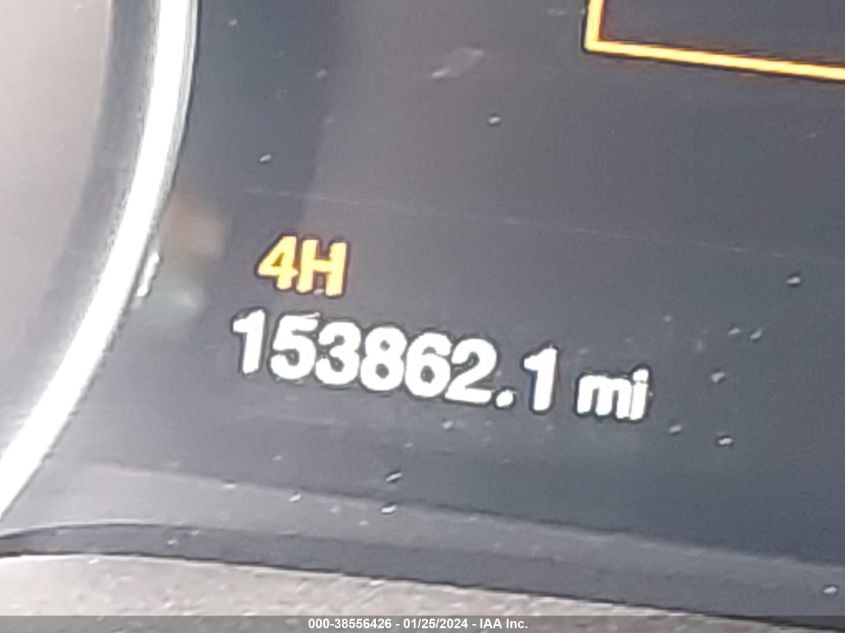 4H
153862.1 mi
000-38556426 - 01/25/2024 - IAA Inc.